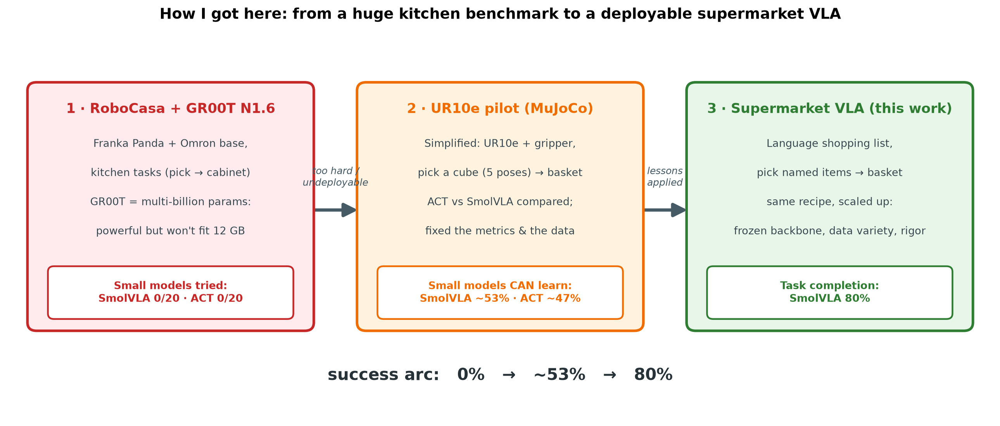 How I got here: from a huge kitchen benchmark to a deployable supermarket VLA
1 · RoboCasa + GR00T N1.6
Franka Panda + Omron base,
kitchen tasks (pick → cabinet)
GR00T = multi-billion params:
powerful but won't fit 12 GB
Small models tried:
SmolVLA 0/20 · ACT 0/20
too hard /
undeployable
2 · UR10e pilot (MuJoCo)
Simplified: UR10e + gripper,
pick a cube (5 poses) → basket
ACT vs SmolVLA compared;
fixed the metrics & the data
Small models CAN learn:
SmolVLA ~53% · ACT ~47%
lessons
applied
3 · Supermarket VLA (this work)
Language shopping list,
pick named items → basket
same recipe, scaled up:
frozen backbone, data variety, rigor
Task completion:
SmolVLA 80%
success arc: 0% → ~53% → 80%